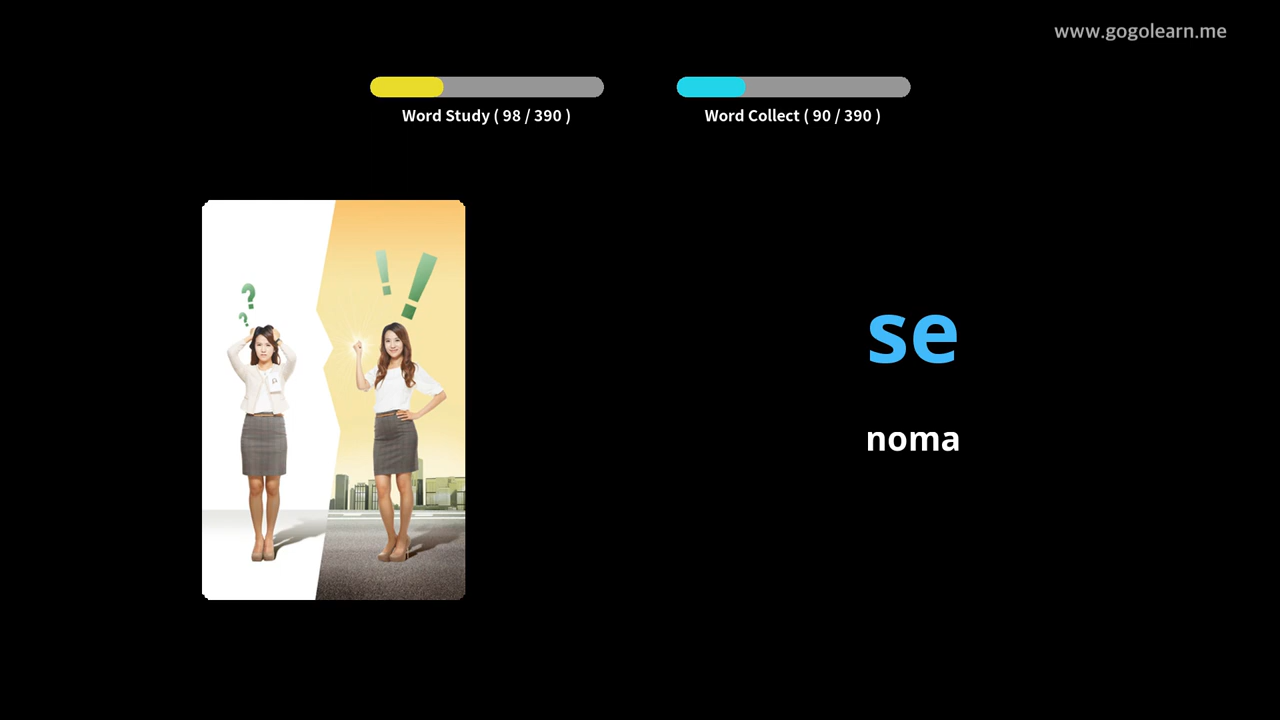 www.gogolearn.me
Word Study ( 98 / 390 )
Word Collect ( 90 / 390 )
? ?
! !
se
noma